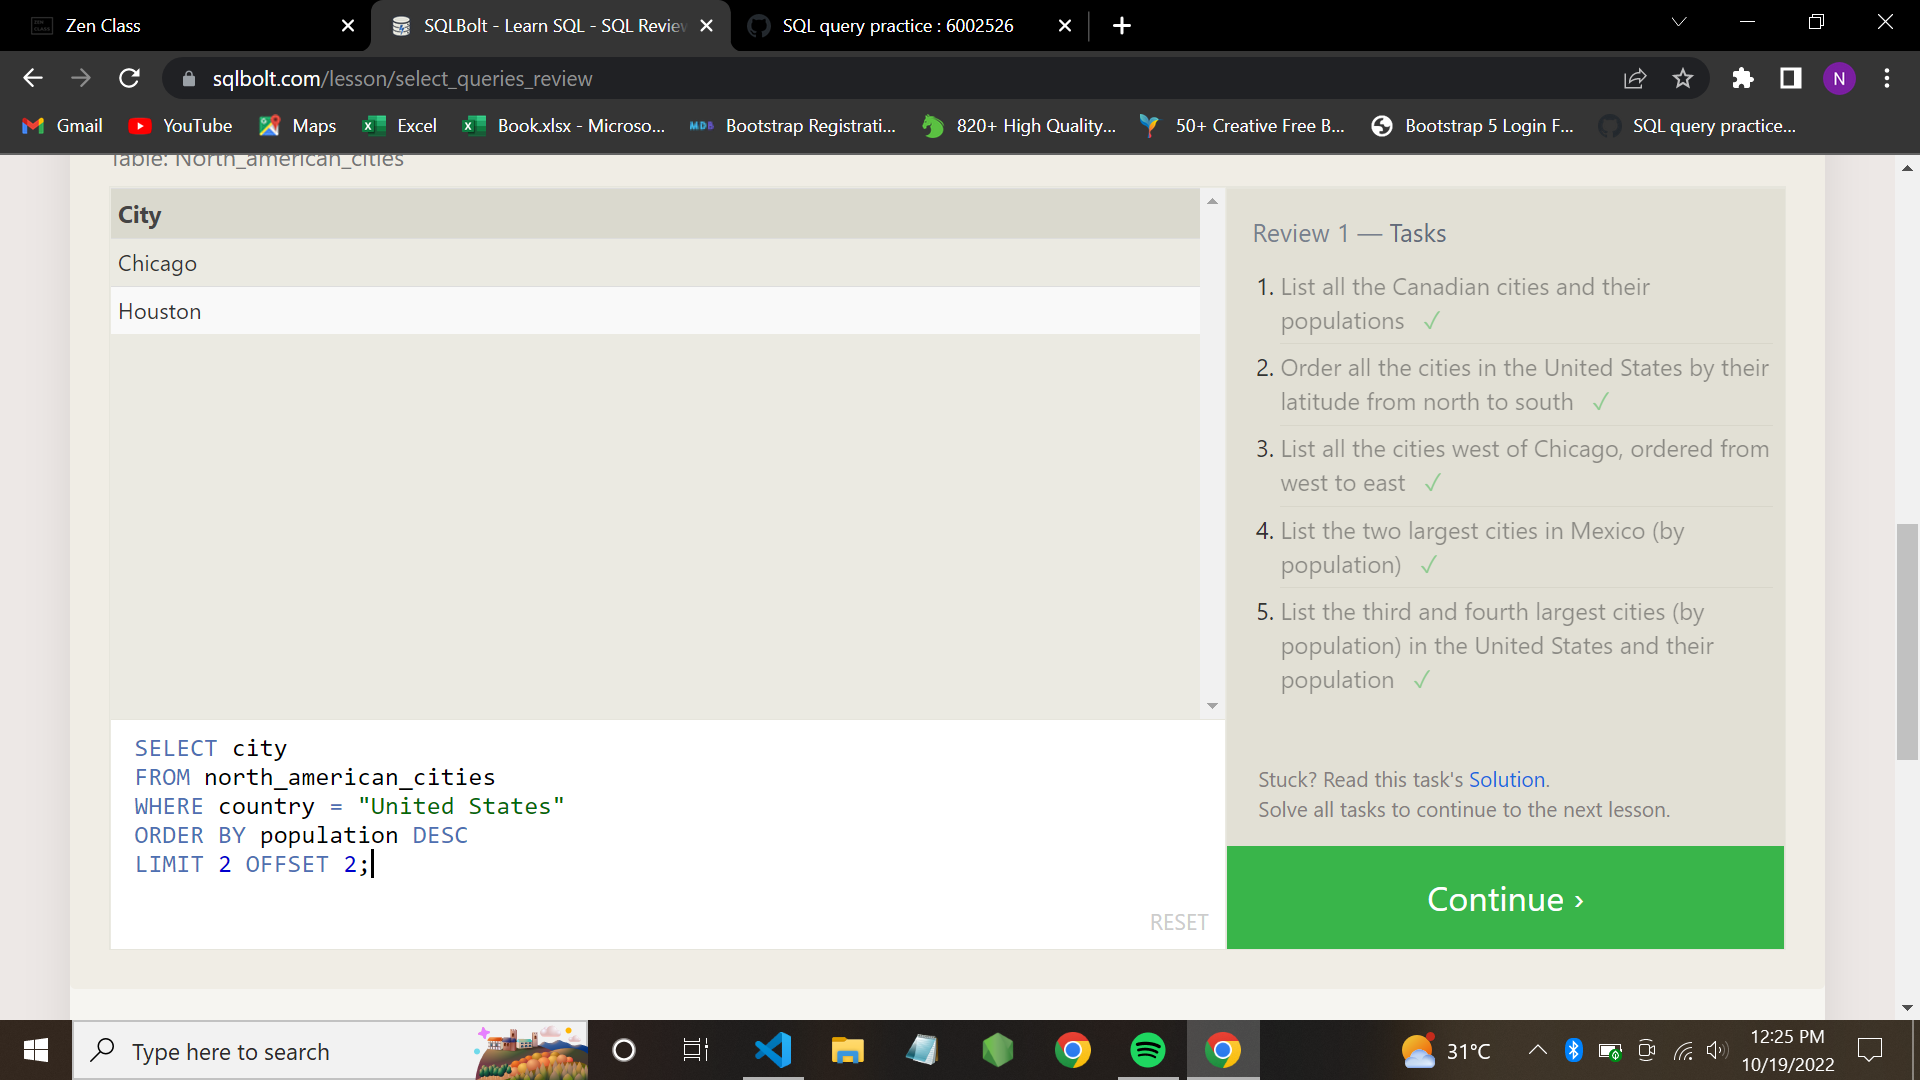 Zen Class
SQLBolt - Learn SQL - SQL Review
SQL query practice : 6002526
sqlbolt.com/lesson/select_queries_review
N
Gmail
YouTube
Maps
Excel
Book.xlsx - Microso...
MDB
Bootstrap Registrati...
820+ High Quality...
50+ Creative Free B...
Bootstrap 5 Login F...
SQL query practice...
Table: North_american_cities
City
Chicago
Houston
SELECT city
FROM north_american_cities
WHERE country = "United States"
ORDER BY population DESC
LIMIT 2 OFFSET 2;
RESET
Review 1 — Tasks
1. List all the Canadian cities and their
populations ✓
2. Order all the cities in the United States by their
latitude from north to south ✓
3. List all the cities west of Chicago, ordered from
west to east ✓
4. List the two largest cities in Mexico (by
population) ✓
5. List the third and fourth largest cities (by
population) in the United States and their
population ✓
Stuck? Read this task's Solution.
Solve all tasks to continue to the next lesson.
Continue ›
Type here to search
31°C
12:25 PM
10/19/2022